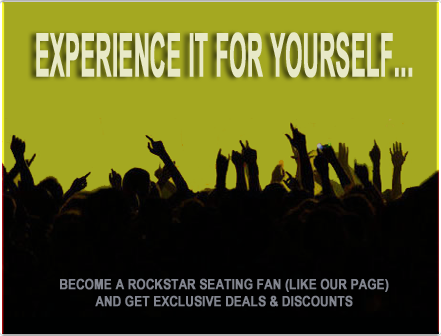 EXPERIENCE IT FOR YOURSELF...
BECOME A ROCKSTAR SEATING FAN (LIKE OUR PAGE)
AND GET EXCLUSIVE DEALS & DISCOUNTS